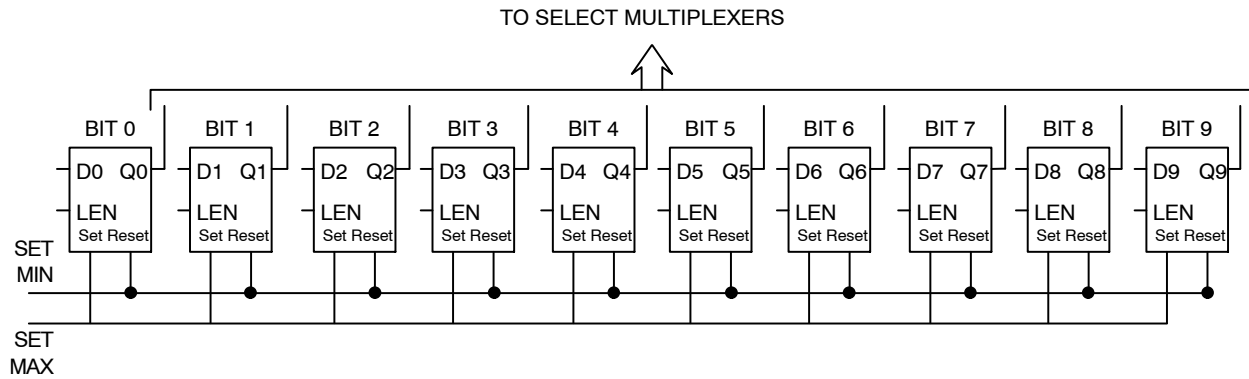 TO SELECT MULTIPLEXERS
BIT 0 BIT 1 BIT 2 BIT 3 BIT 4 BIT 5 BIT 6 BIT 7 BIT 8 BIT 9
D0 Q0 D1 Q1 D2 Q2 D3 Q3 D4 Q4 D5 Q5 D6 Q6 D7 Q7 D8 Q8 D9 Q9
LEN LEN LEN LEN LEN LEN LEN LEN LEN LEN
Set Reset Set Reset Set Reset Set Reset Set Reset Set Reset Set Reset Set Reset Set Reset Set Reset
SET
MIN
SET
MAX